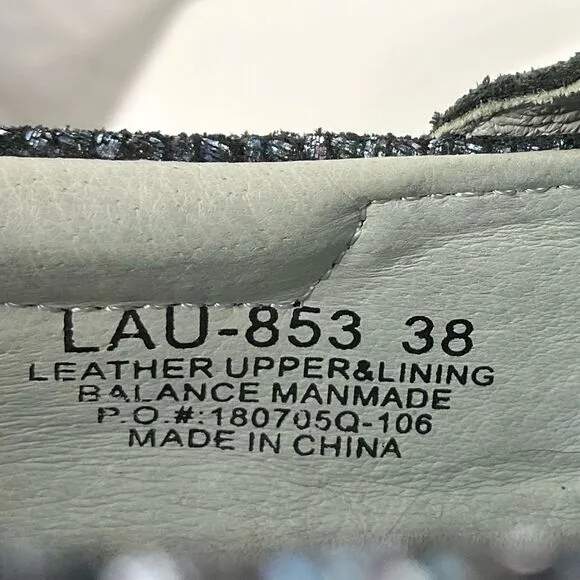 LAU-853 38
LEATHER UPPER&LINING
BALANCE MANMADE
P.O.#:180705Q-106
MADE IN CHINA